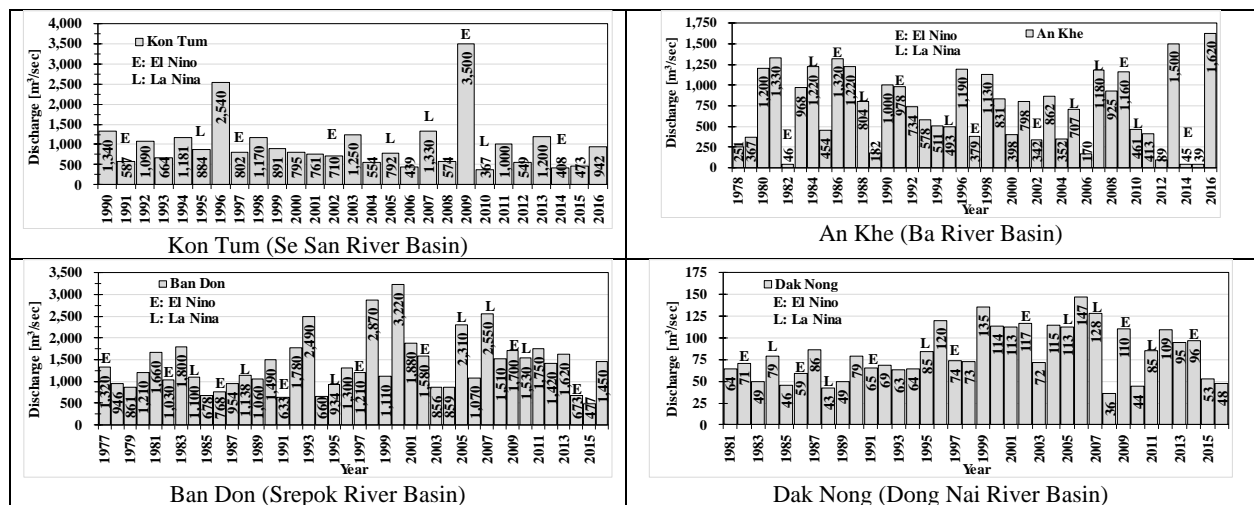 Discharge [m³/sec]
4,000
3,500
3,000
2,500
2,000
1,500
1,000
500
0
Kon Tum
E: El Nino
L: La Nina
E L E E L L E L E
1,340 587 1,090 664 1,181 884 2,540 802 1,170 891 795 761 710 1,250 554 792 439 1,330 574 3,500 367 1,000 549 1,200 408 473 942
1990 1991 1992 1993 1994 1995 1996 1997 1998 1999 2000 2001 2002 2003 2004 2005 2006 2007 2008 2009 2010 2011 2012 2013 2014 2015 2016
Kon Tum (Se San River Basin)
Discharge [m³/sec]
1,750
1,500
1,250
1,000
750
500
250
0
E: El Nino
An Khe
L: La Nina
E L E L E L E E L L E L E
251 367 1,200 1,330 46 968 1,220 454 1,320 1,220 804 182 1,000 978 734 578 511 493 1,190 379 1,130 831 398 798 342 862 352 707 170 1,180 925 1,160 461 413 89 1,500 45 39 1,620
1978 1980 1982 1984 1986 1988 1990 1992 1994 1996 1998 2000 2002 2004 2006 2008 2010 2012 2014 2016
Year
An Khe (Ba River Basin)
Discharge [m³/sec]
3,500
3,000
2,500
2,000
1,500
1,000
500
0
Ban Don
E: El Nino
L: La Nina
E E L E L E L E E L L E L E
1,320 946 861 1,210 1,660 1,030 1,800 1,100 678 768 954 1,138 1,060 1,490 633 1,780 2,490 660 934 1,300 1,210 2,870 1,110 3,220 1,880 1,580 856 859 2,310 1,070 2,550 1,510 1,700 1,530 1,750 1,420 1,620 673 477 1,450
1977 1979 1981 1983 1985 1987 1989 1991 1993 1995 1997 1999 2001 2003 2005 2007 2009 2011 2013 2015
Year
Ban Don (Srepok River Basin)
Discharge [m³/sec]
175
150
125
100
75
50
25
0
Dak Nong
E: El Nino
L: La Nina
E L E L E L E E L L E L E
64 71 49 79 46 59 86 43 49 79 65 69 63 64 85 120 74 73 135 114 113 117 72 115 113 147 128 36 110 44 85 109 95 96 53 48
1981 1983 1985 1987 1989 1991 1993 1995 1997 1999 2001 2003 2005 2007 2009 2011 2013 2015
Year
Dak Nong (Dong Nai River Basin)